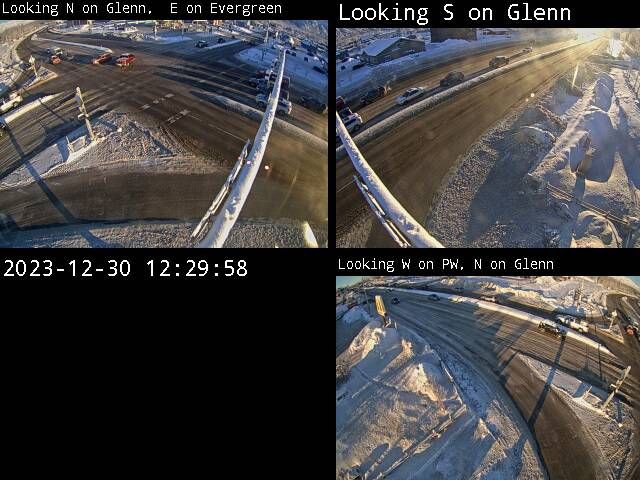 Looking N on Glenn,  E on Evergreen
Looking S on Glenn
2023-12-30 12:29:58
Looking W on PW, N on Glenn